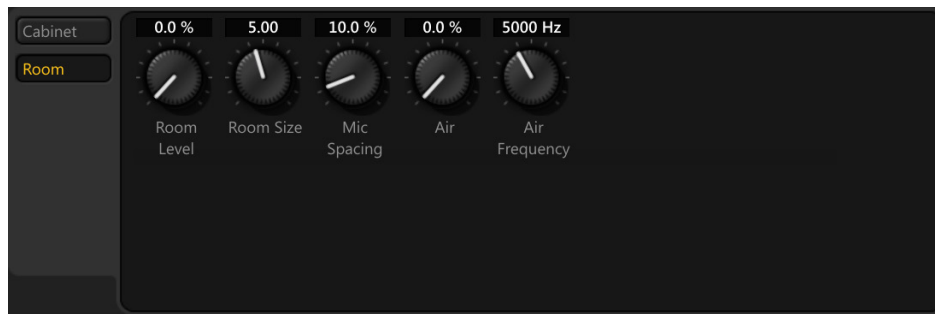 Cabinet
Room
0.0 % 5.00 10.0 % 0.0 % 5000 Hz
Room Room Size Mic Air Air
Level Spacing Frequency